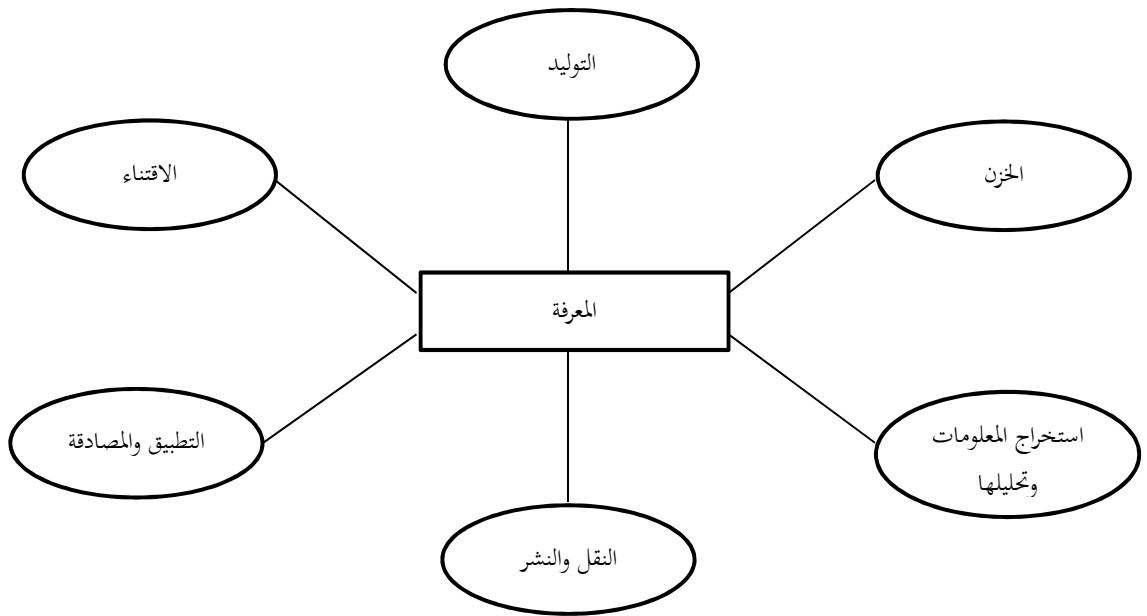 التوليد
الخزن
الاقتناء
المعرفة
استخراج المعلومات
وتحليلها
التطبيق والمصادقة
النقل والنشر